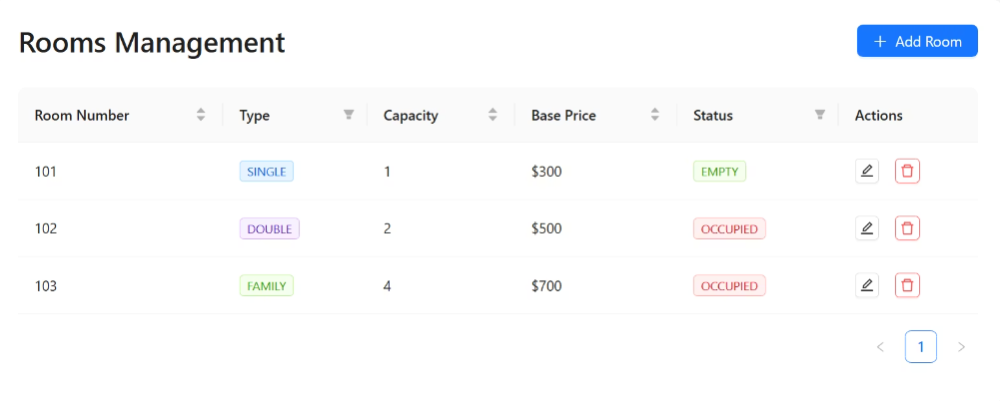 Rooms Management
+ Add Room
Room Number Type Capacity Base Price Status Actions
101 SINGLE 1 $300 EMPTY
102 DOUBLE 2 $500 OCCUPIED
103 FAMILY 4 $700 OCCUPIED
< 1 >